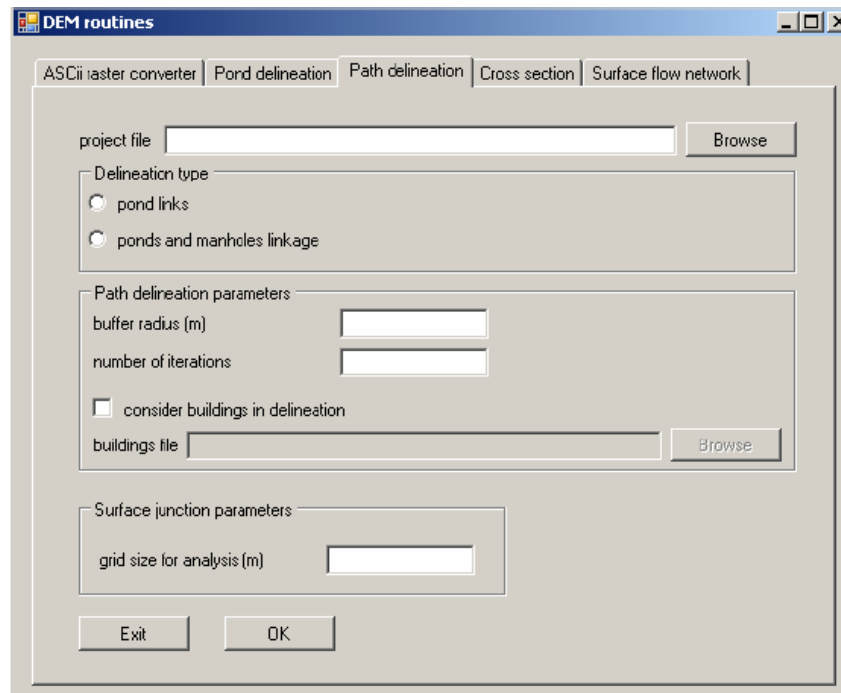 DEM routines
ASCii raster converter Pond delineation Path delineation Cross section Surface flow network
project file Browse
Delineation type
pond links
ponds and manholes linkage
Path delineation parameters
buffer radius (m)
number of iterations
consider buildings in delineation
buildings file Browse
Surface junction parameters
grid size for analysis (m)
Exit OK